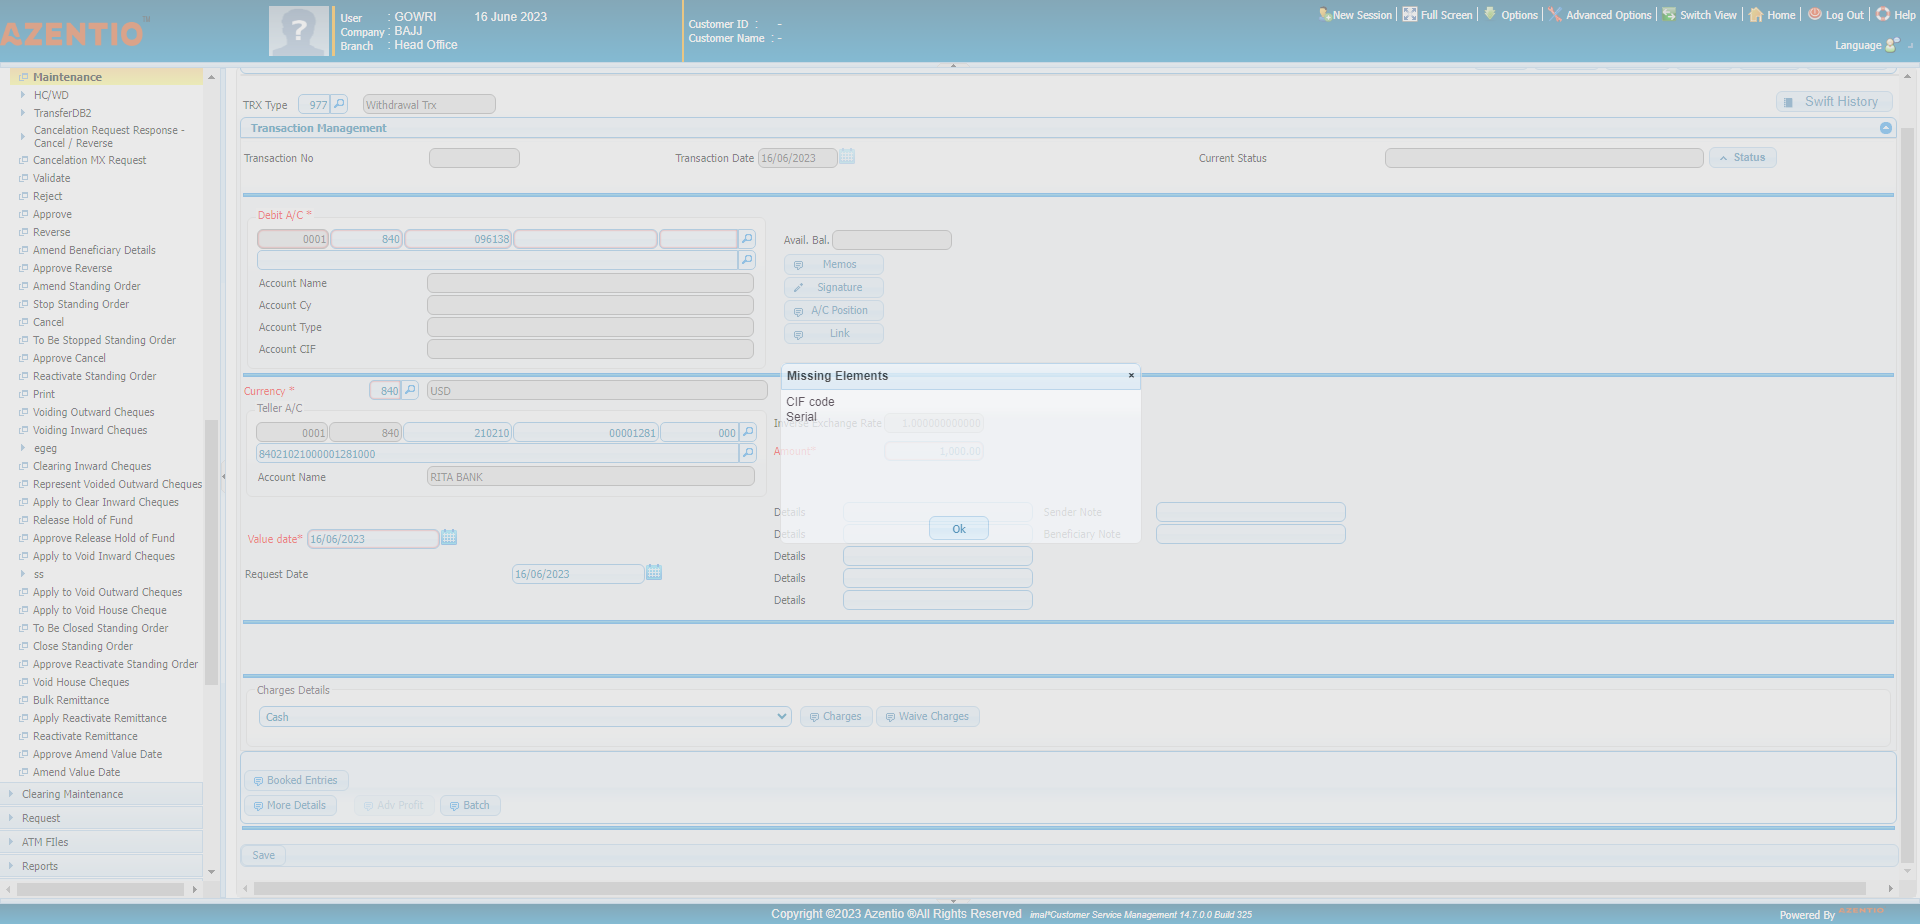 AZENTIO™
User : GOWRI 16 June 2023
Company : BAJJ
Branch : Head Office
Customer ID : -
Customer Name : -
New Session Full Screen Options Advanced Options Switch View Home Log Out Help
Language
Maintenance
HC/WD
TransferDB2
Cancelation Request Response -
Cancel / Reverse
Cancelation MX Request
Validate
Reject
Approve
Reverse
Amend Beneficiary Details
Approve Reverse
Amend Standing Order
Stop Standing Order
Cancel
To Be Stopped Standing Order
Approve Cancel
Reactivate Standing Order
Print
Voiding Outward Cheques
Voiding Inward Cheques
egeg
Clearing Inward Cheques
Represent Voided Outward Cheques
Apply to Clear Inward Cheques
Release Hold of Fund
Approve Release Hold of Fund
Apply to Void Inward Cheques
ss
Apply to Void Outward Cheques
Apply to Void House Cheque
To Be Closed Standing Order
Close Standing Order
Approve Reactivate Standing Order
Void House Cheques
Bulk Remittance
Apply Reactivate Remittance
Reactivate Remittance
Approve Amend Value Date
Amend Value Date
Clearing Maintenance
Request
ATM FIles
Reports
TRX Type 977 Withdrawal Trx
Swift History
Transaction Management
Transaction No Transaction Date 16/06/2023 Current Status Status
Debit A/C *
0001 840 096138
Avail. Bal.
Memos
Signature
A/C Position
Link
Account Name
Account Cy
Account Type
Account CIF
Missing Elements ×
CIF code
Serial
Ok
Currency * 840 USD
Teller A/C
0001 840 210210 00001281 000
84021021000001281000
Account Name RITA BANK
Inverse Exchange Rate 1.000000000000
Amount* 1,000.00
Value date* 16/06/2023
Request Date 16/06/2023
Details Sender Note
Details Beneficiary Note
Details
Details
Details
Charges Details
Cash Charges Waive Charges
Booked Entries
More Details Adv Profit Batch
Save
Copyright ©2023 Azentio ®All Rights Reserved imal*Customer Service Management 14.7.0.0 Build 325
Powered By AZENTIO